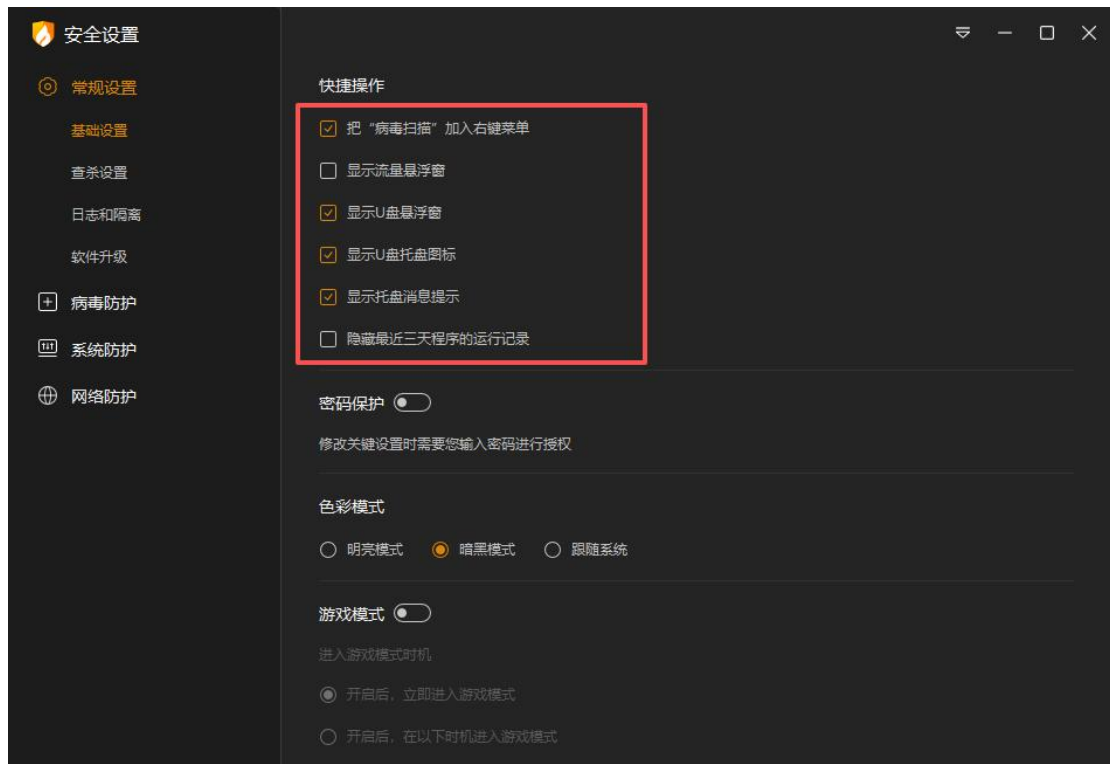 安全设置
常规设置
基础设置
查杀设置
日志和隔离
软件升级
病毒防护
系统防护
网络防护
快捷操作
把“病毒扫描”加入右键菜单
显示流量悬浮窗
显示U盘悬浮窗
显示U盘托盘图标
显示托盘消息提示
隐藏最近三天程序的运行记录
密码保护
修改关键设置时需要您输入密码进行授权
色彩模式
明亮模式 暗黑模式 跟随系统
游戏模式
进入游戏模式时机
开启后，立即进入游戏模式
开启后，在以下时机进入游戏模式